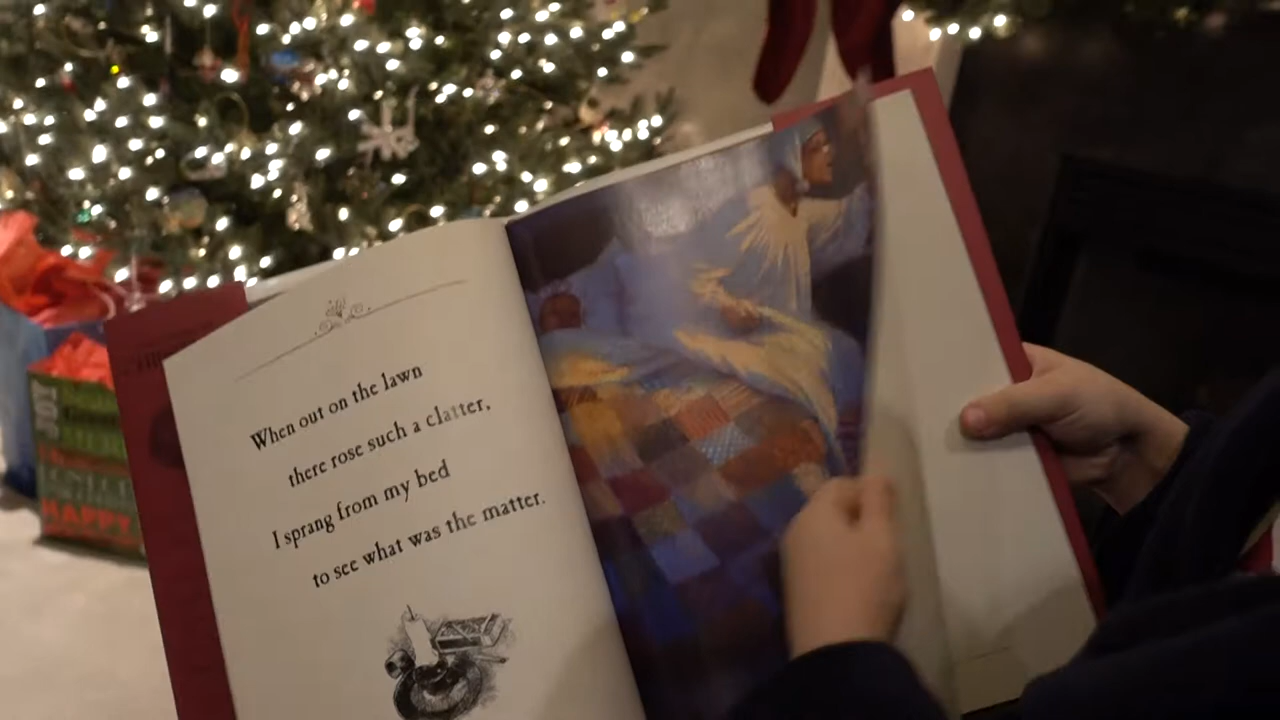 When out on the lawn
there rose such a clatter,
I sprang from my bed
to see what was the matter.
HAPPY